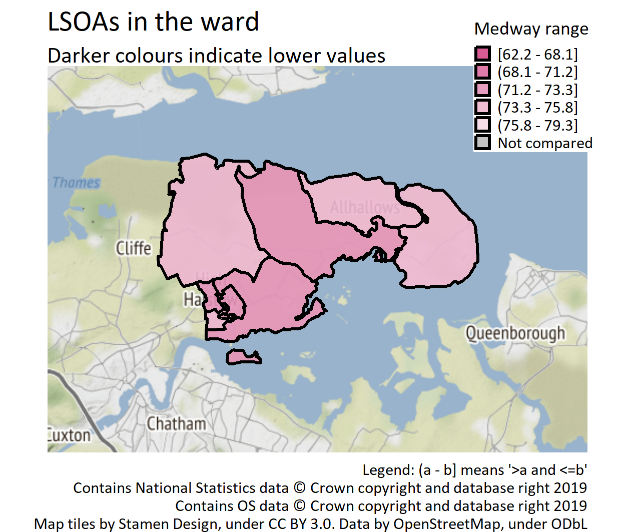 LSOAs in the ward
Darker colours indicate lower values
Medway range
[62.2 - 68.1]
(68.1 - 71.2]
(71.2 - 73.3]
(73.3 - 75.8]
(75.8 - 79.3]
Not compared
Thames
Allhallows
Cliffe
Queenborough
Chatham
Legend: (a - b] means '>a and <=b'
Contains National Statistics data © Crown copyright and database right 2019
Contains OS data © Crown copyright and database right 2019
Map tiles by Stamen Design, under CC BY 3.0. Data by OpenStreetMap, under ODbL